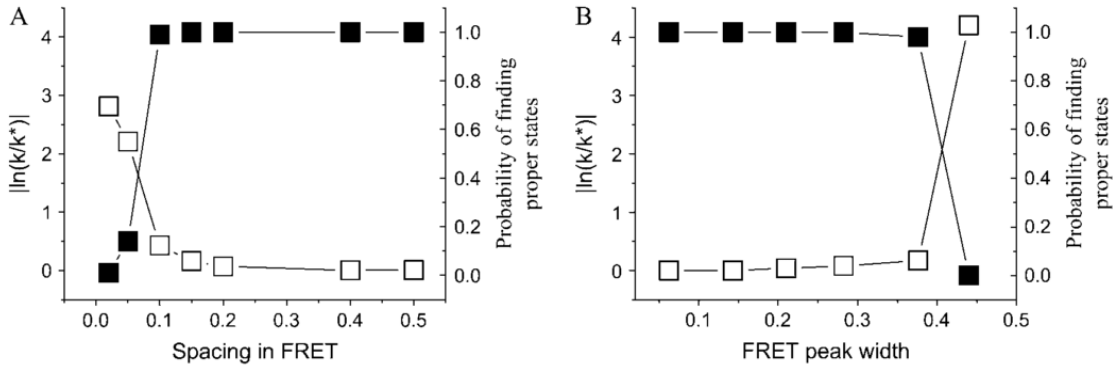 A
4
3
2
1
0
|ln(k/k*)|
0.0 0.1 0.2 0.3 0.4 0.5
Spacing in FRET
1.0
0.8
0.6
0.4
0.2
0.0
Probability of finding
proper states
B
4
3
2
1
0
|ln(k/k*)|
0.1 0.2 0.3 0.4 0.5
FRET peak width
1.0
0.8
0.6
0.4
0.2
0.0
Probability of finding
proper states